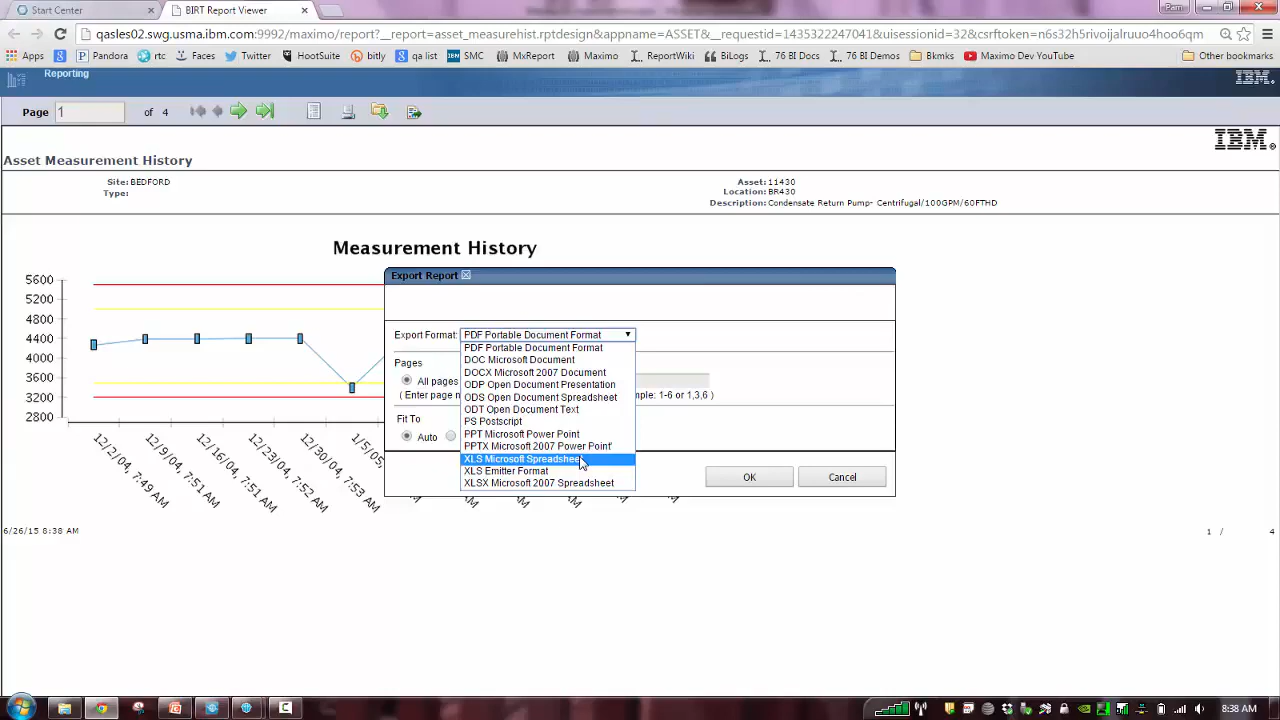 Start Center
BIRT Report Viewer
Pam
qasles02.swg.usma.ibm.com:9992/maximo/report?__report=asset_measurehist.rptdesign&appname=ASSET&__requestid=1435322247041&uisessionid=32&csrftoken=n6s32h5rivoijalruuo4hoo6qm
Apps
Pandora
rtc
Faces
Twitter
HootSuite
bitly
qa list
SMC
MxReport
Maximo
ReportWiki
BiLogs
76 BI Docs
76 BI Demos
Bkmks
Maximo Dev YouTube
Other bookmarks
Reporting
IBM.
Page 1 of 4
IBM®
Asset Measurement History
Site: BEDFORD
Type:
Asset: 11430
Location: BR430
Description: Condensate Return Pump- Centrifugal/100GPM/60FTHD
Measurement History
5600
5200
4800
4400
4000
3600
3200
2800
12/2/04, 7:49 AM
12/9/04, 7:51 AM
12/16/04, 7:51 AM
12/23/04, 7:52 AM
12/30/04, 7:53 AM
1/5/05,
Export Report
Export Format: PDF Portable Document Format
PDF Portable Document Format
DOC Microsoft Document
DOCX Microsoft 2007 Document
ODP Open Document Presentation
ODS Open Document Spreadsheet
ODT Open Document Text
PS Postscript
PPT Microsoft Power Point
PPTX Microsoft 2007 Power Point'
XLS Microsoft Spreadsheet
XLS Emitter Format
XLSX Microsoft 2007 Spreadsheet
Pages
All pages
( Enter page n
mple: 1-6 or 1,3,6 )
Fit To
Auto
OK
Cancel
6/26/15 8:38 AM
1 / 4
8:38 AM